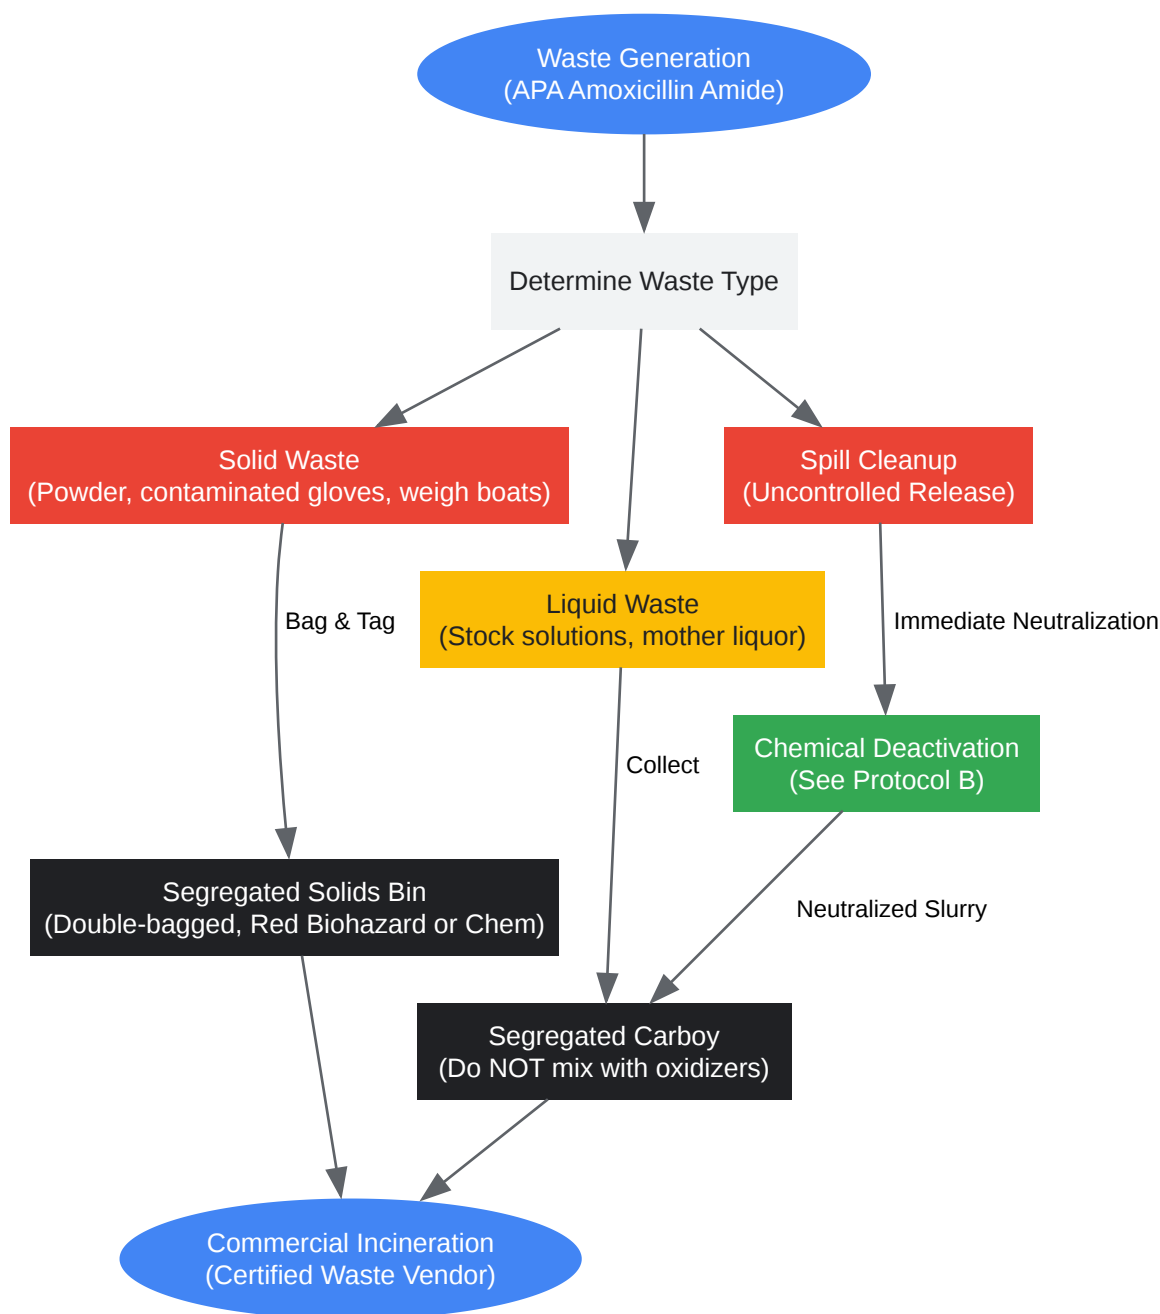 Waste Generation
(APA Amoxicillin Amide)
Determine Waste Type
Solid Waste
(Powder, contaminated gloves, weigh boats)
Spill Cleanup
(Uncontrolled Release)
Liquid Waste
(Stock solutions, mother liquor)
Bag & Tag
Immediate Neutralization
Chemical Deactivation
(See Protocol B)
Collect
Segregated Solids Bin
(Double-bagged, Red Biohazard or Chem)
Neutralized Slurry
Segregated Carboy
(Do NOT mix with oxidizers)
Commercial Incineration
(Certified Waste Vendor)